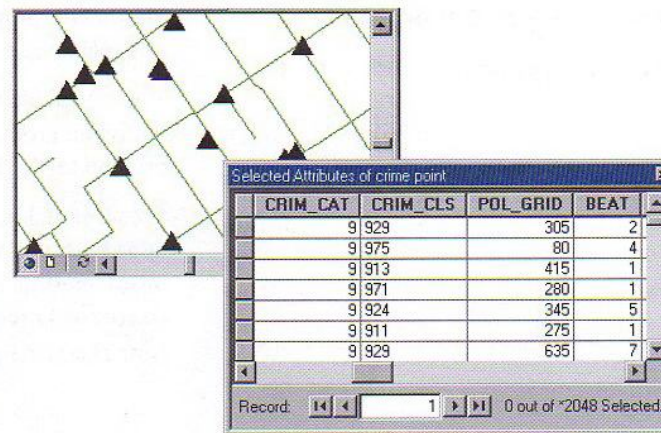 Selected Attributes of crime point
CRIM_CAT CRIM_CLS POL_GRID BEAT
9 929 305 2
9 975 80 4
9 913 415 1
9 971 280 1
9 924 345 5
9 911 275 1
9 929 635 7
Record: 1 0 out of *2048 Selected